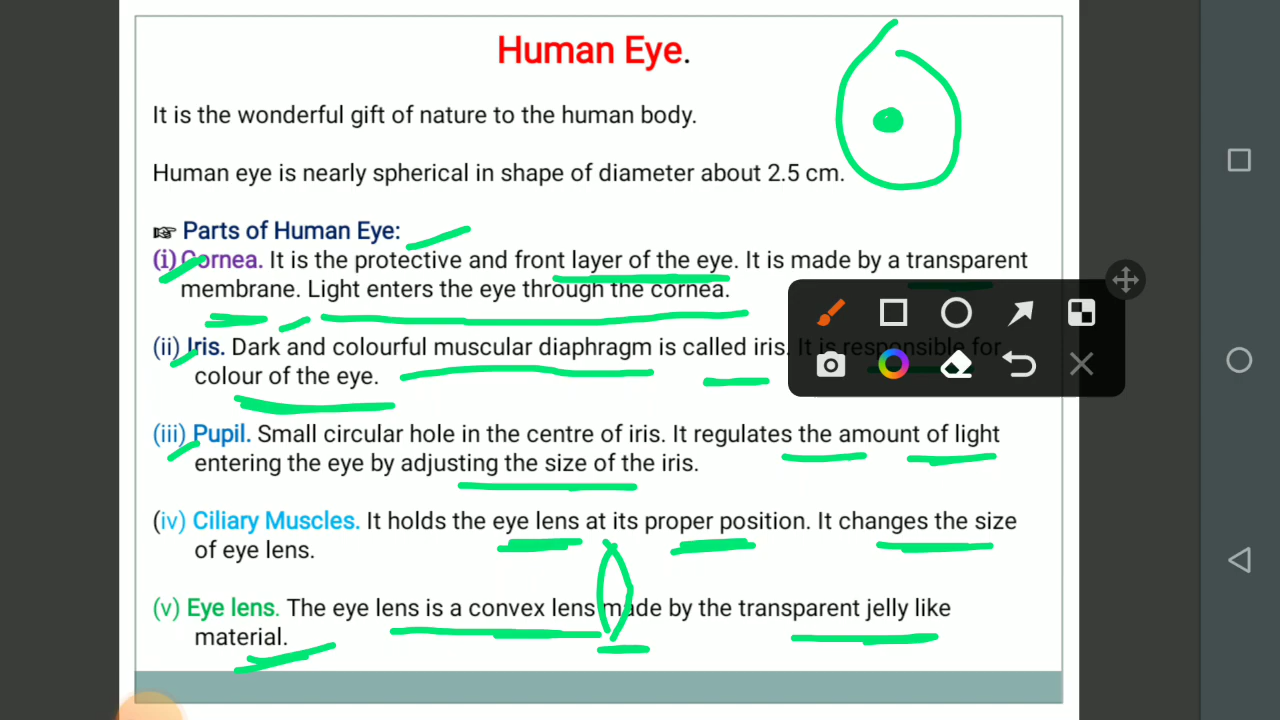 Human Eye.
It is the wonderful gift of nature to the human body.
Human eye is nearly spherical in shape of diameter about 2.5 cm.
☞ Parts of Human Eye:
(i) Cornea. It is the protective and front layer of the eye. It is made by a transparent
membrane. Light enters the eye through the cornea.
(ii) Iris. Dark and colourful muscular diaphragm is called iris. It is responsible for
colour of the eye.
(iii) Pupil. Small circular hole in the centre of iris. It regulates the amount of light
entering the eye by adjusting the size of the iris.
(iv) Ciliary Muscles. It holds the eye lens at its proper position. It changes the size
of eye lens.
(v) Eye lens. The eye lens is a convex lens made by the transparent jelly like
material.